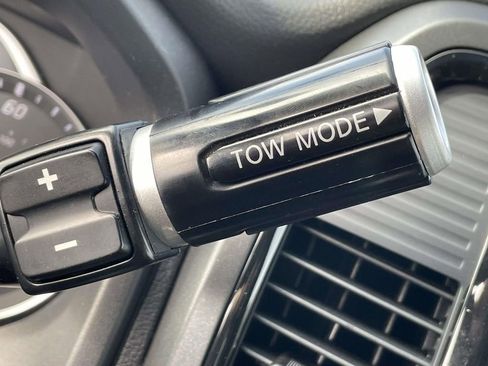 60
+
TOW MODE ▶
-